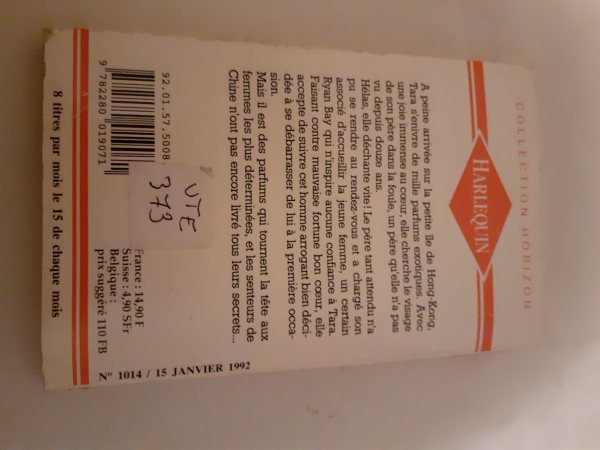 COLLECTION HORIZON
HARLEQUIN
A peine arrivée sur la petite île de Hong-Kong,
Tara s'enivre de mille parfums exotiques. Avec
une joie immense au cœur, elle cherche le visage
de son père dans la foule, un père qu'elle n'a pas
vu depuis douze ans.
Hélas, elle déchante vite! Le père tant attendu n'a
pu se rendre au rendez-vous et a chargé son
associé d'accueillir la jeune femme, un certain
Ryan Bay qui n'inspire aucune confiance à Tara.
Faisant contre mauvaise fortune bon cœur, elle
accepte de suivre cet homme arrogant bien déci-
dée à se débarrasser de lui à la première occa-
sion.
Mais il est des parfums qui tournent la tête aux
femmes les plus déterminées, et les senteurs de
Chine n'ont pas encore livré tous leurs secrets...
92.01.57.5008.
9 782280 019071
UTE
373
France : 14,90 F
Suisse : 4,90 SFr
Belgique :
prix suggéré 110 FB
N° 1014 / 15 JANVIER 1992
8 titres par mois le 15 de chaque mois